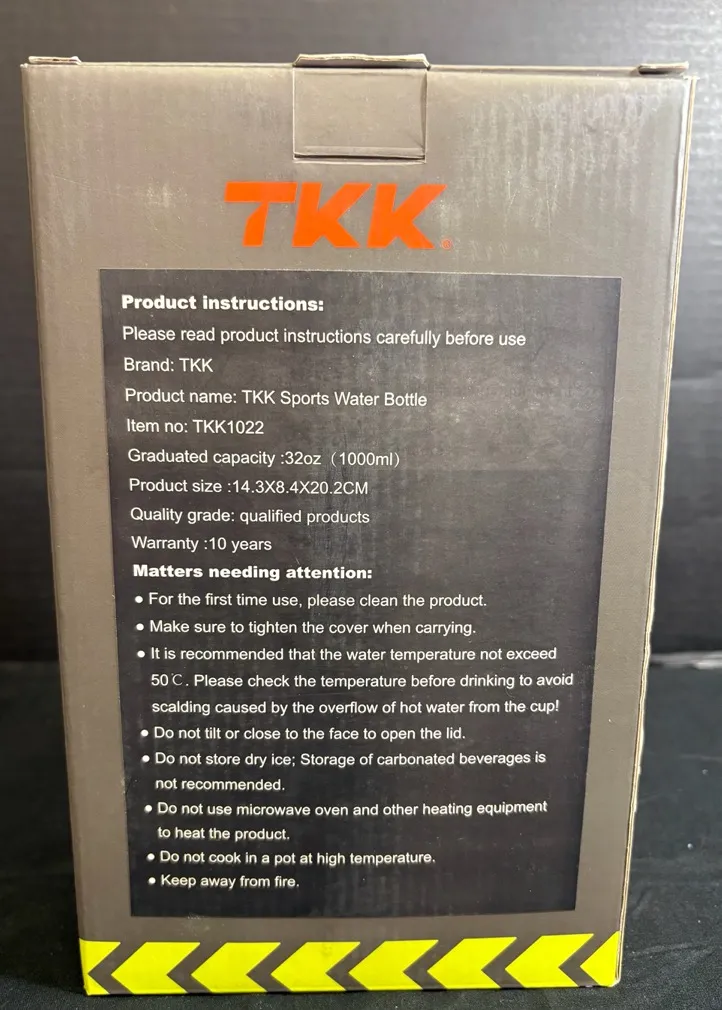 TKK®
Product instructions:
Please read product instructions carefully before use
Brand: TKK
Product name: TKK Sports Water Bottle
Item no: TKK1022
Graduated capacity :32oz（1000ml）
Product size :14.3X8.4X20.2CM
Quality grade: qualified products
Warranty :10 years
Matters needing attention:
• For the first time use, please clean the product.
• Make sure to tighten the cover when carrying.
• It is recommended that the water temperature not exceed
50℃. Please check the temperature before drinking to avoid
scalding caused by the overflow of hot water from the cup!
• Do not tilt or close to the face to open the lid.
• Do not store dry ice; Storage of carbonated beverages is
not recommended.
• Do not use microwave oven and other heating equipment
to heat the product.
• Do not cook in a pot at high temperature.
• Keep away from fire.